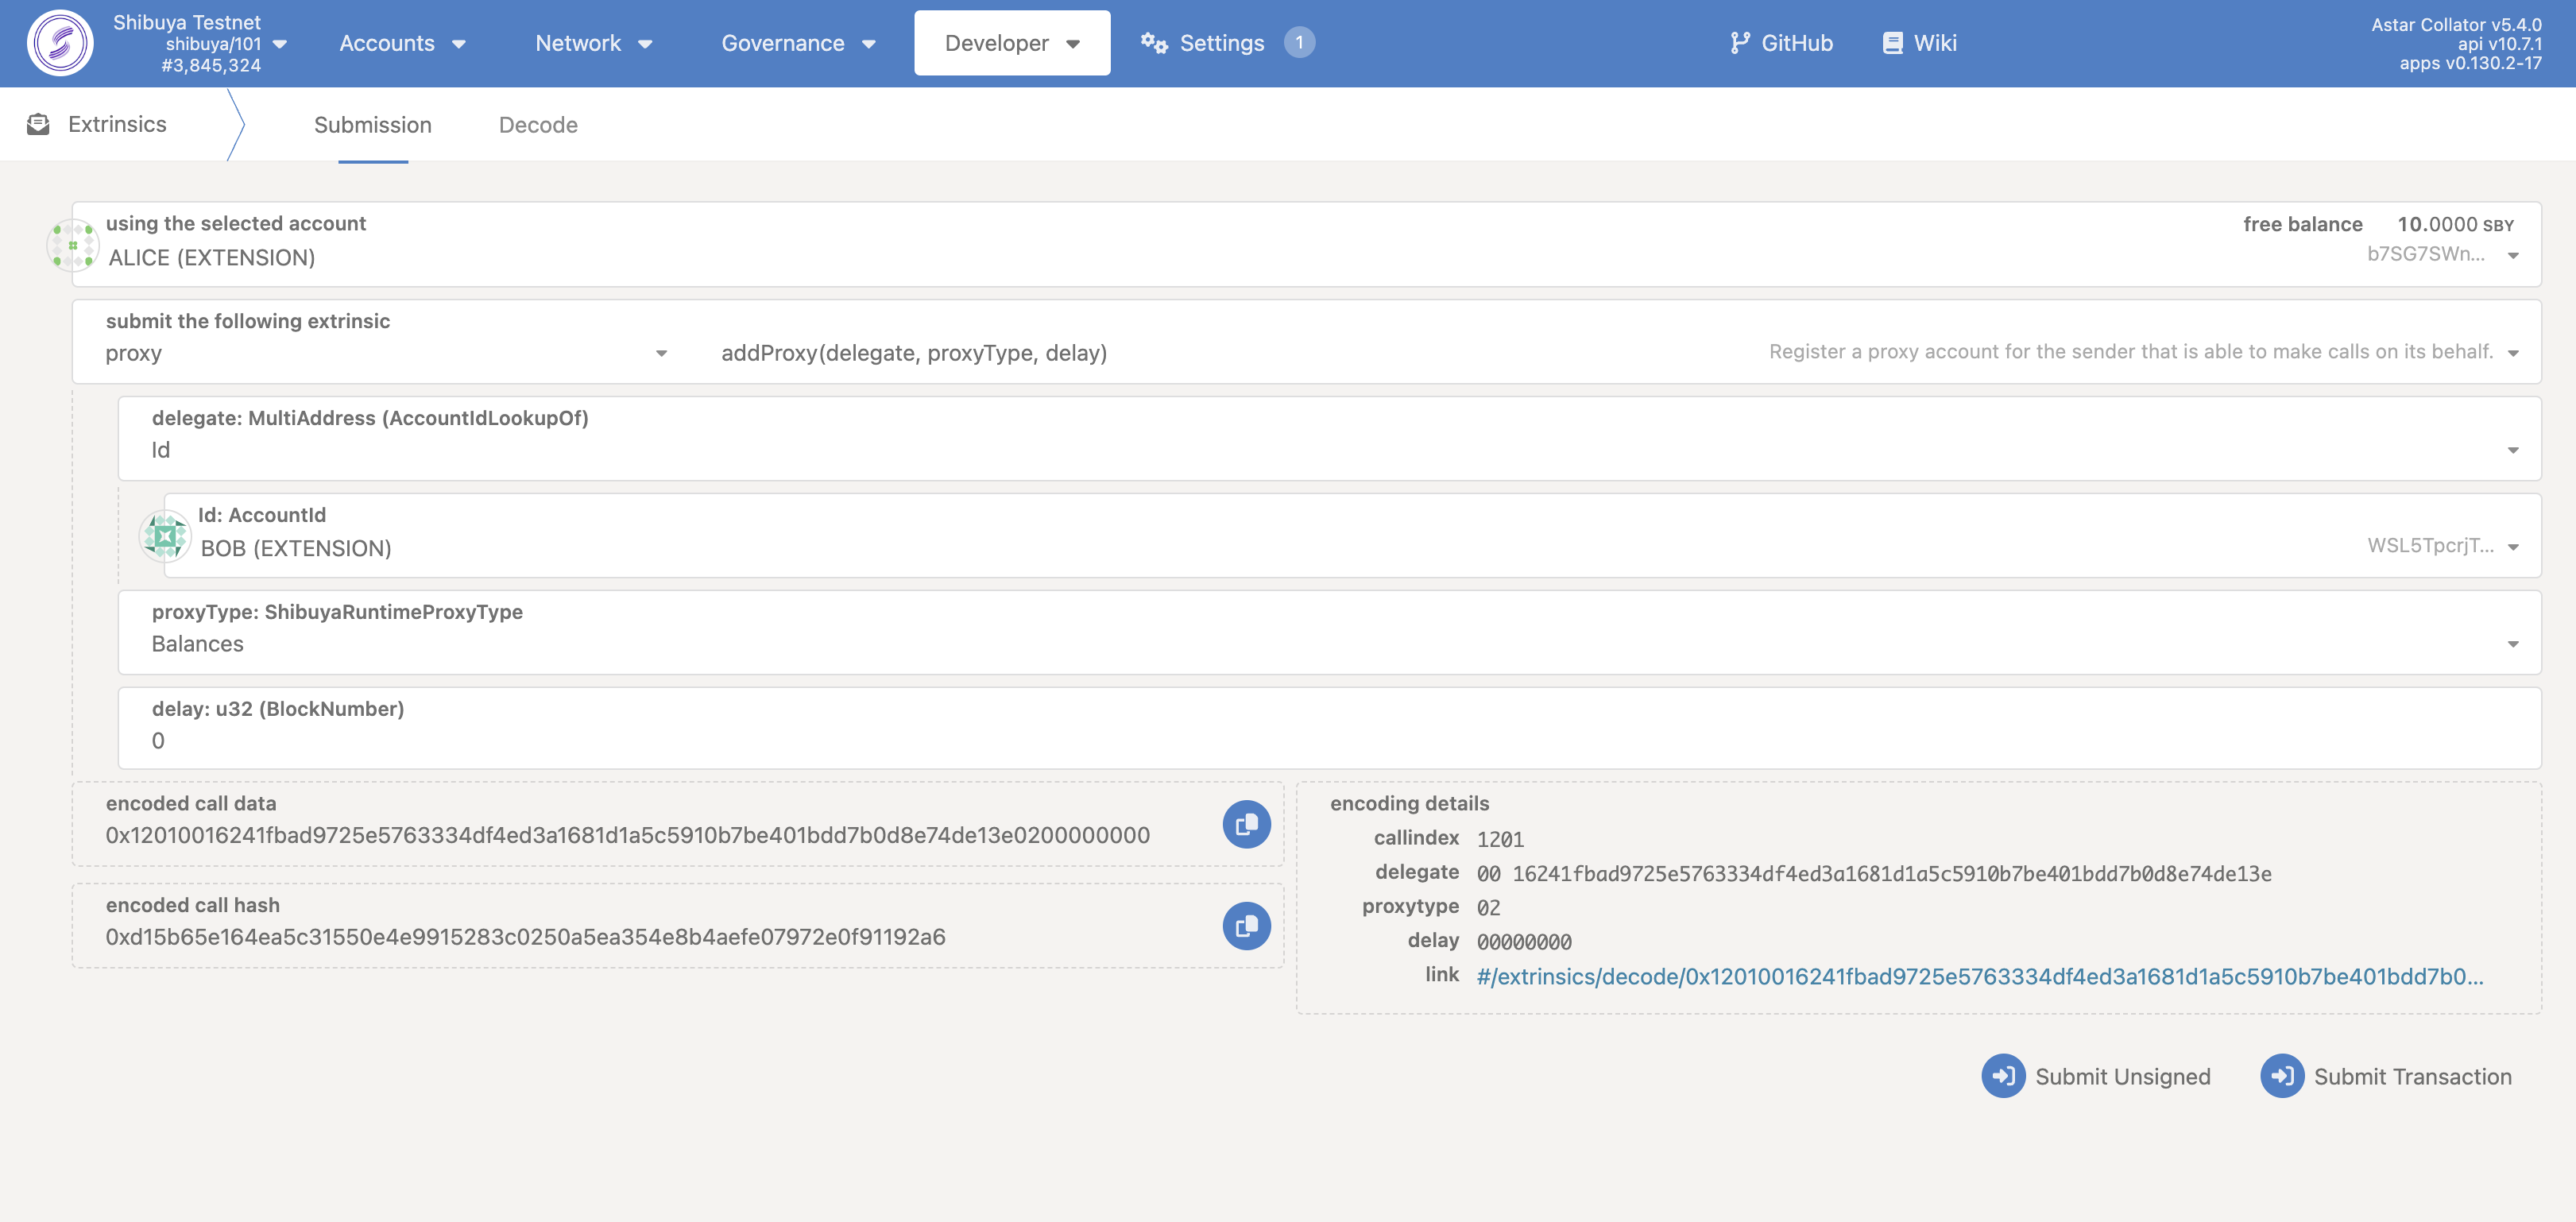 Shibuya Testnet
shibuya/101
#3,845,324
Accounts
Network
Governance
Developer
Settings
1
GitHub
Wiki
Astar Collator v5.4.0
api v10.7.1
apps v0.130.2-17
Extrinsics
Submission
Decode
using the selected account
ALICE (EXTENSION)
free balance 10.0000 SBY
b7SG7SWn...
submit the following extrinsic
proxy
addProxy(delegate, proxyType, delay)
Register a proxy account for the sender that is able to make calls on its behalf.
delegate: MultiAddress (AccountIdLookupOf)
Id
Id: AccountId
BOB (EXTENSION)
WSL5TpcrjT...
proxyType: ShibuyaRuntimeProxyType
Balances
delay: u32 (BlockNumber)
0
encoded call data
0x12010016241fbad9725e5763334df4ed3a1681d1a5c5910b7be401bdd7b0d8e74de13e0200000000
encoded call hash
0xd15b65e164ea5c31550e4e9915283c0250a5ea354e8b4aefe07972e0f91192a6
encoding details
callindex 1201
delegate 00 16241fbad9725e5763334df4ed3a1681d1a5c5910b7be401bdd7b0d8e74de13e
proxytype 02
delay 00000000
link #/extrinsics/decode/0x12010016241fbad9725e5763334df4ed3a1681d1a5c5910b7be401bdd7b0...
Submit Unsigned
Submit Transaction